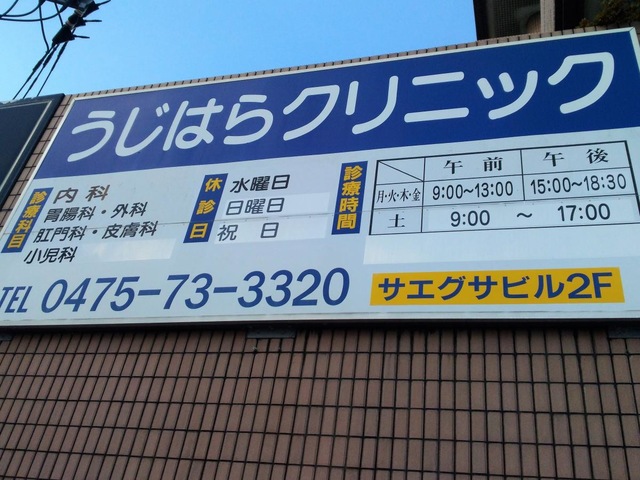 うじはらクリニック
診療科目
内科
胃腸科・外科
肛門科・皮膚科
小児科
休診日
水曜日
日曜日
祝 日
診療時間
午前 午後
月・火・木・金 9:00〜13:00 15:00〜18:30
土 9:00 〜 17:00
TEL 0475-73-3320
サエグサビル2F